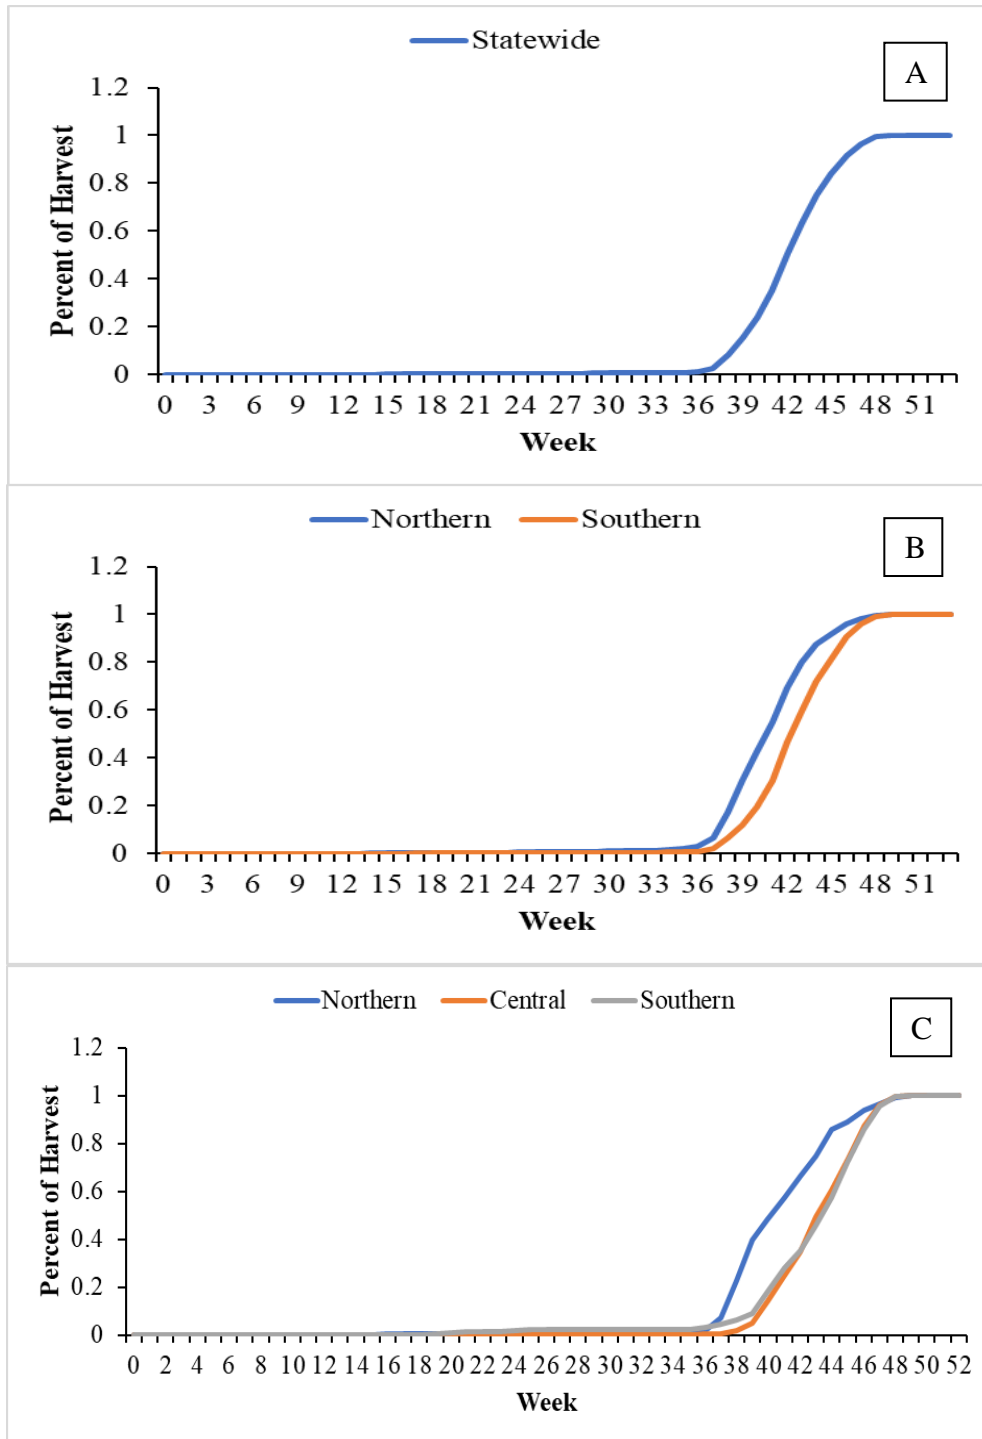 Statewide
A
Percent of Harvest
1.2
1
0.8
0.6
0.4
0.2
0
0 3 6 9 12 15 18 21 24 27 30 33 36 39 42 45 48 51
Week
Northern Southern
B
Percent of Harvest
1.2
1
0.8
0.6
0.4
0.2
0
0 3 6 9 12 15 18 21 24 27 30 33 36 39 42 45 48 51
Week
Northern Central Southern
C
Percent of Harvest
1.2
1
0.8
0.6
0.4
0.2
0
0 2 4 6 8 10 12 14 16 18 20 22 24 26 28 30 32 34 36 38 40 42 44 46 48 50 52
Week